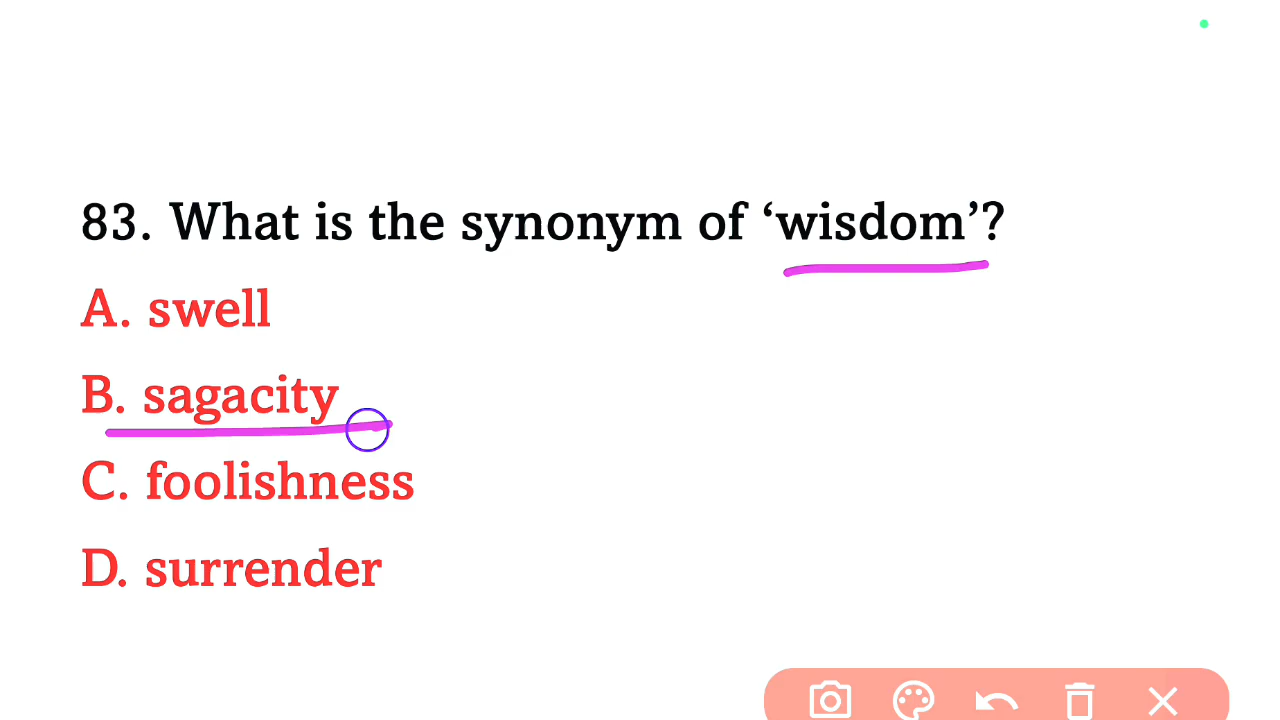 83. What is the synonym of ‘wisdom’?
A. swell
B. sagacity
C. foolishness
D. surrender